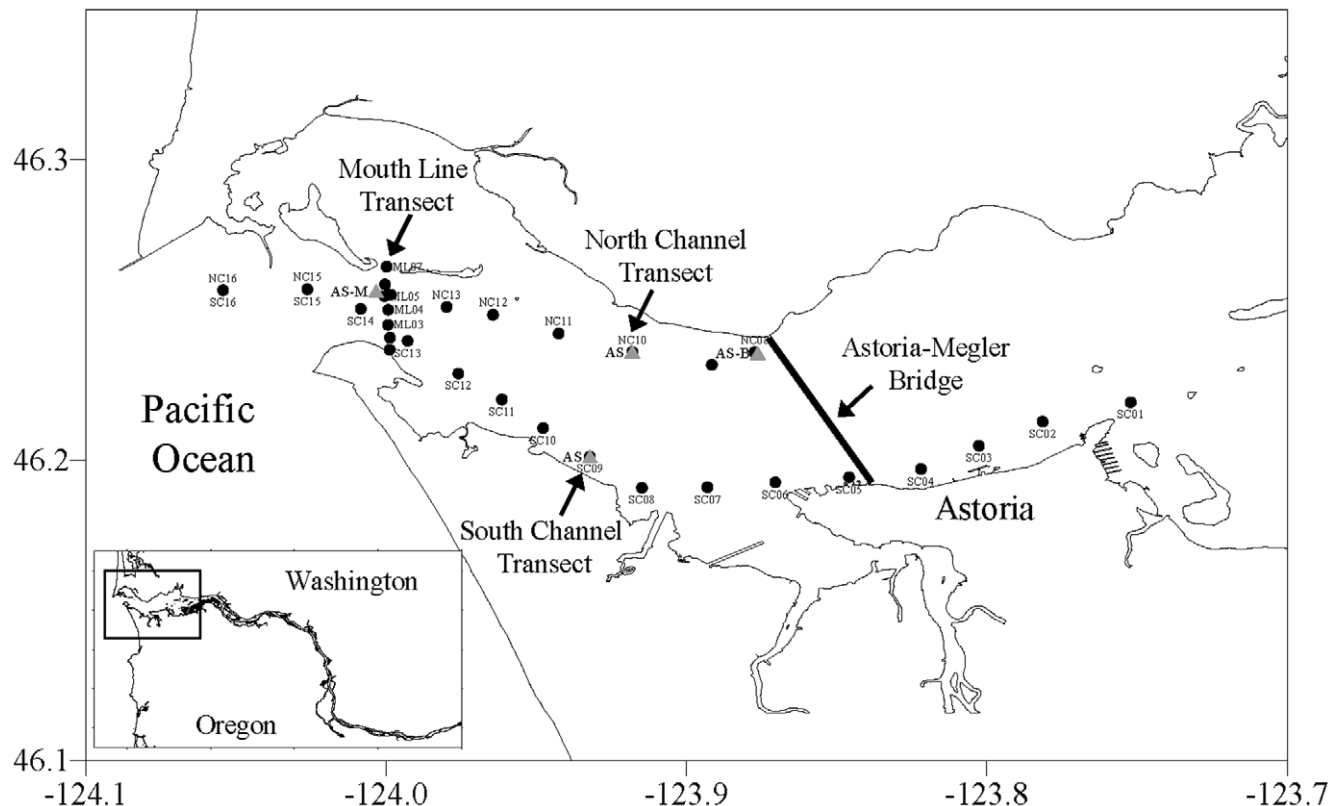 46.3
46.2
46.1
-124.1
-124.0
-123.9
-123.8
-123.7
Mouth Line
Transect
North Channel
Transect
Astoria-Megler
Bridge
South Channel
Transect
Pacific
Ocean
Astoria
Washington
Oregon
NC16
SC16
NC15
SC15
AS-M
SC14
ML07
ML05
ML04
ML03
SC13
NC13
NC12
NC11
NC10
AS
AS-B
NC08
SC12
SC11
SC10
AS
SC09
SC08
SC07
SC06
SC05
SC04
SC03
SC02
SC01